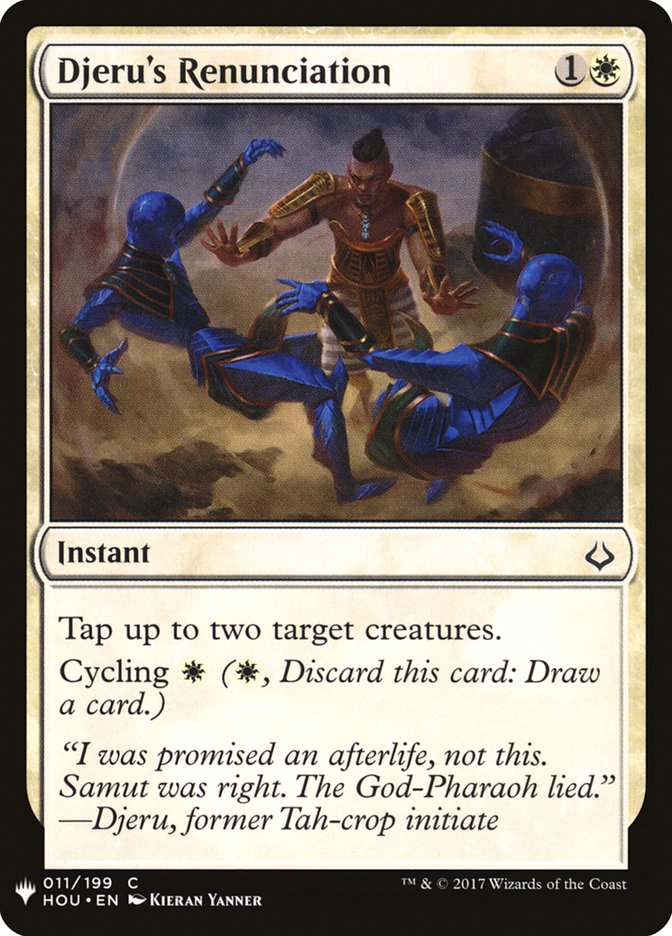 Djeru's Renunciation 1
Instant
Tap up to two target creatures.
Cycling (, Discard this card: Draw
a card.)
“I was promised an afterlife, not this.
Samut was right. The God-Pharaoh lied.”
—Djeru, former Tah-crop initiate
011/199 C
HOU • EN KIERAN YANNER
™ & © 2017 Wizards of the Coast